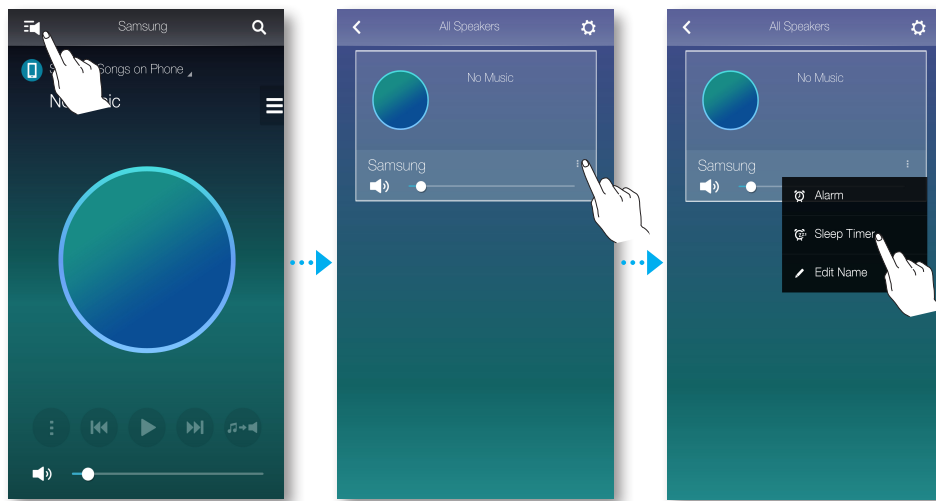 Samsung
Songs on Phone
All Speakers
No Music
Samsung
All Speakers
No Music
Samsung
Alarm
Sleep Timer
Edit Name